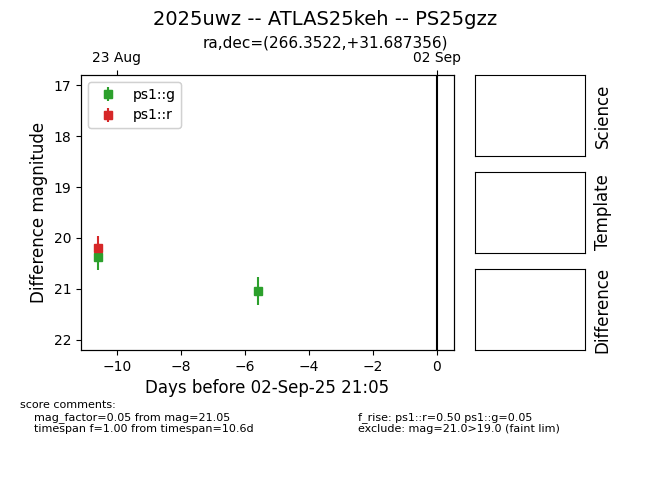 2025uwz -- ATLAS25keh -- PS25gzz
ra,dec=(266.3522,+31.687356)
23 Aug
02 Sep
ps1::g
ps1::r
17
18
19
20
21
22
Difference magnitude
−10
−8
−6
−4
−2
0
Days before 02-Sep-25 21:05
Science
Template
Difference
score comments:
mag_factor=0.05 from mag=21.05
timespan f=1.00 from timespan=10.6d
f_rise: ps1::r=0.50 ps1::g=0.05
exclude: mag=21.0>19.0 (faint lim)